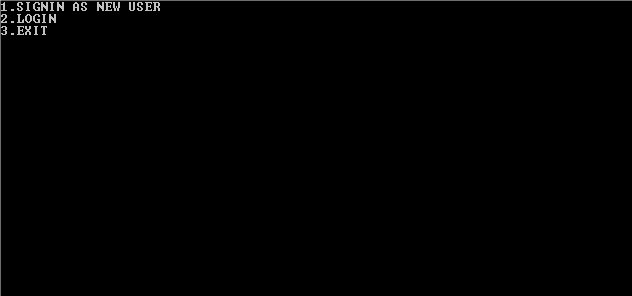 1.SIGNIN AS NEW USER
2.LOGIN
3.EXIT